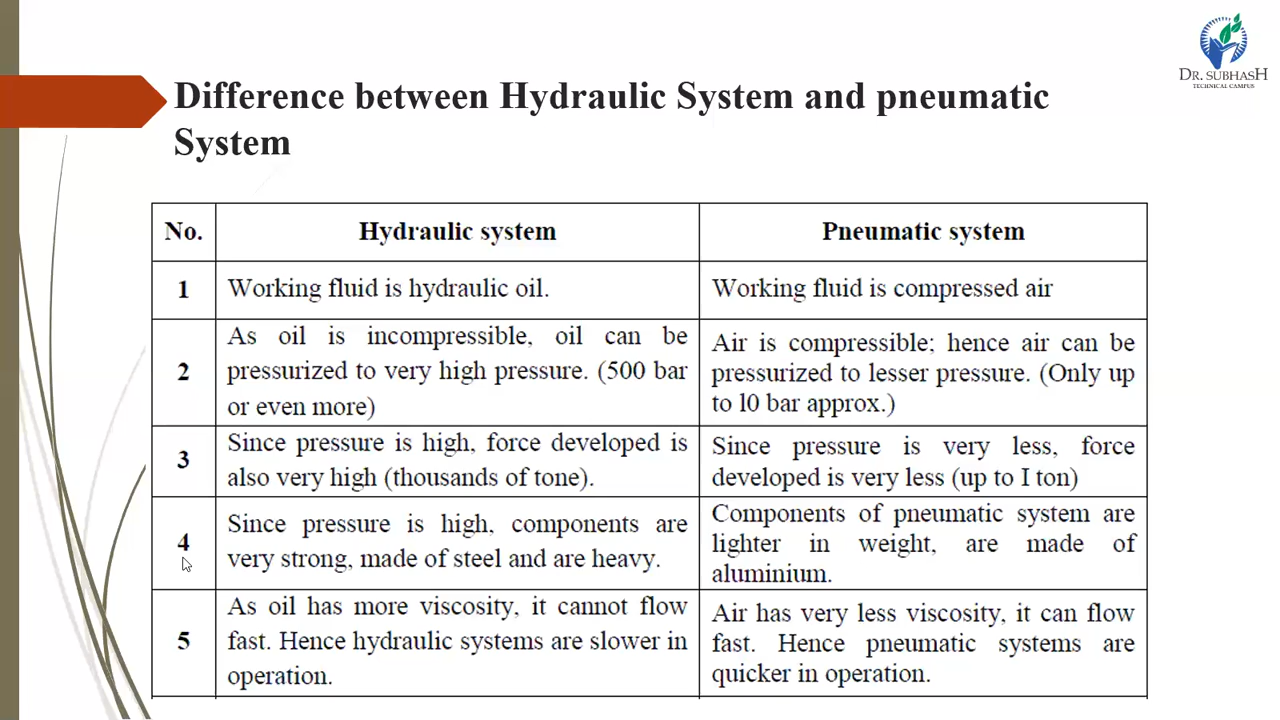 DR. SUBHASH
TECHNICAL CAMPUS
Difference between Hydraulic System and pneumatic
System
No.
Hydraulic system
Pneumatic system
1
Working fluid is hydraulic oil.
Working fluid is compressed air
2
As oil is incompressible, oil can be
pressurized to very high pressure. (500 bar
or even more)
Air is compressible; hence air can be
pressurized to lesser pressure. (Only up
to l0 bar approx.)
3
Since pressure is high, force developed is
also very high (thousands of tone).
Since pressure is very less, force
developed is very less (up to I ton)
4
Since pressure is high, components are
very strong, made of steel and are heavy.
Components of pneumatic system are
lighter in weight, are made of
aluminium.
5
As oil has more viscosity, it cannot flow
fast. Hence hydraulic systems are slower in
operation.
Air has very less viscosity, it can flow
fast. Hence pneumatic systems are
quicker in operation.